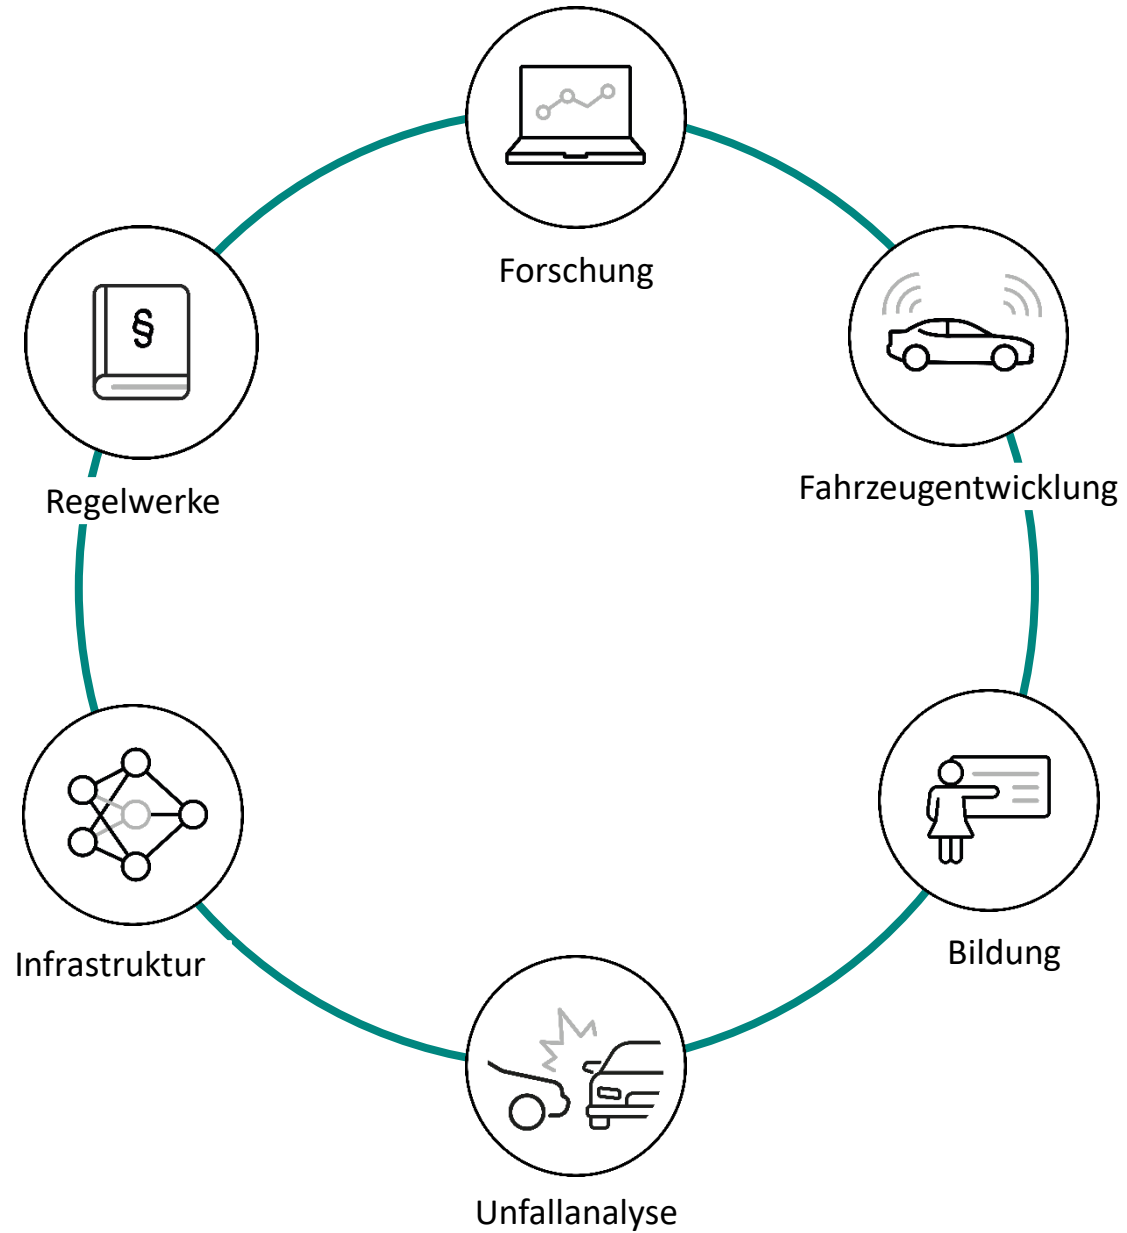 Forschung
§
Regelwerke
Fahrzeugentwicklung
Infrastruktur
Bildung
Unfallanalyse